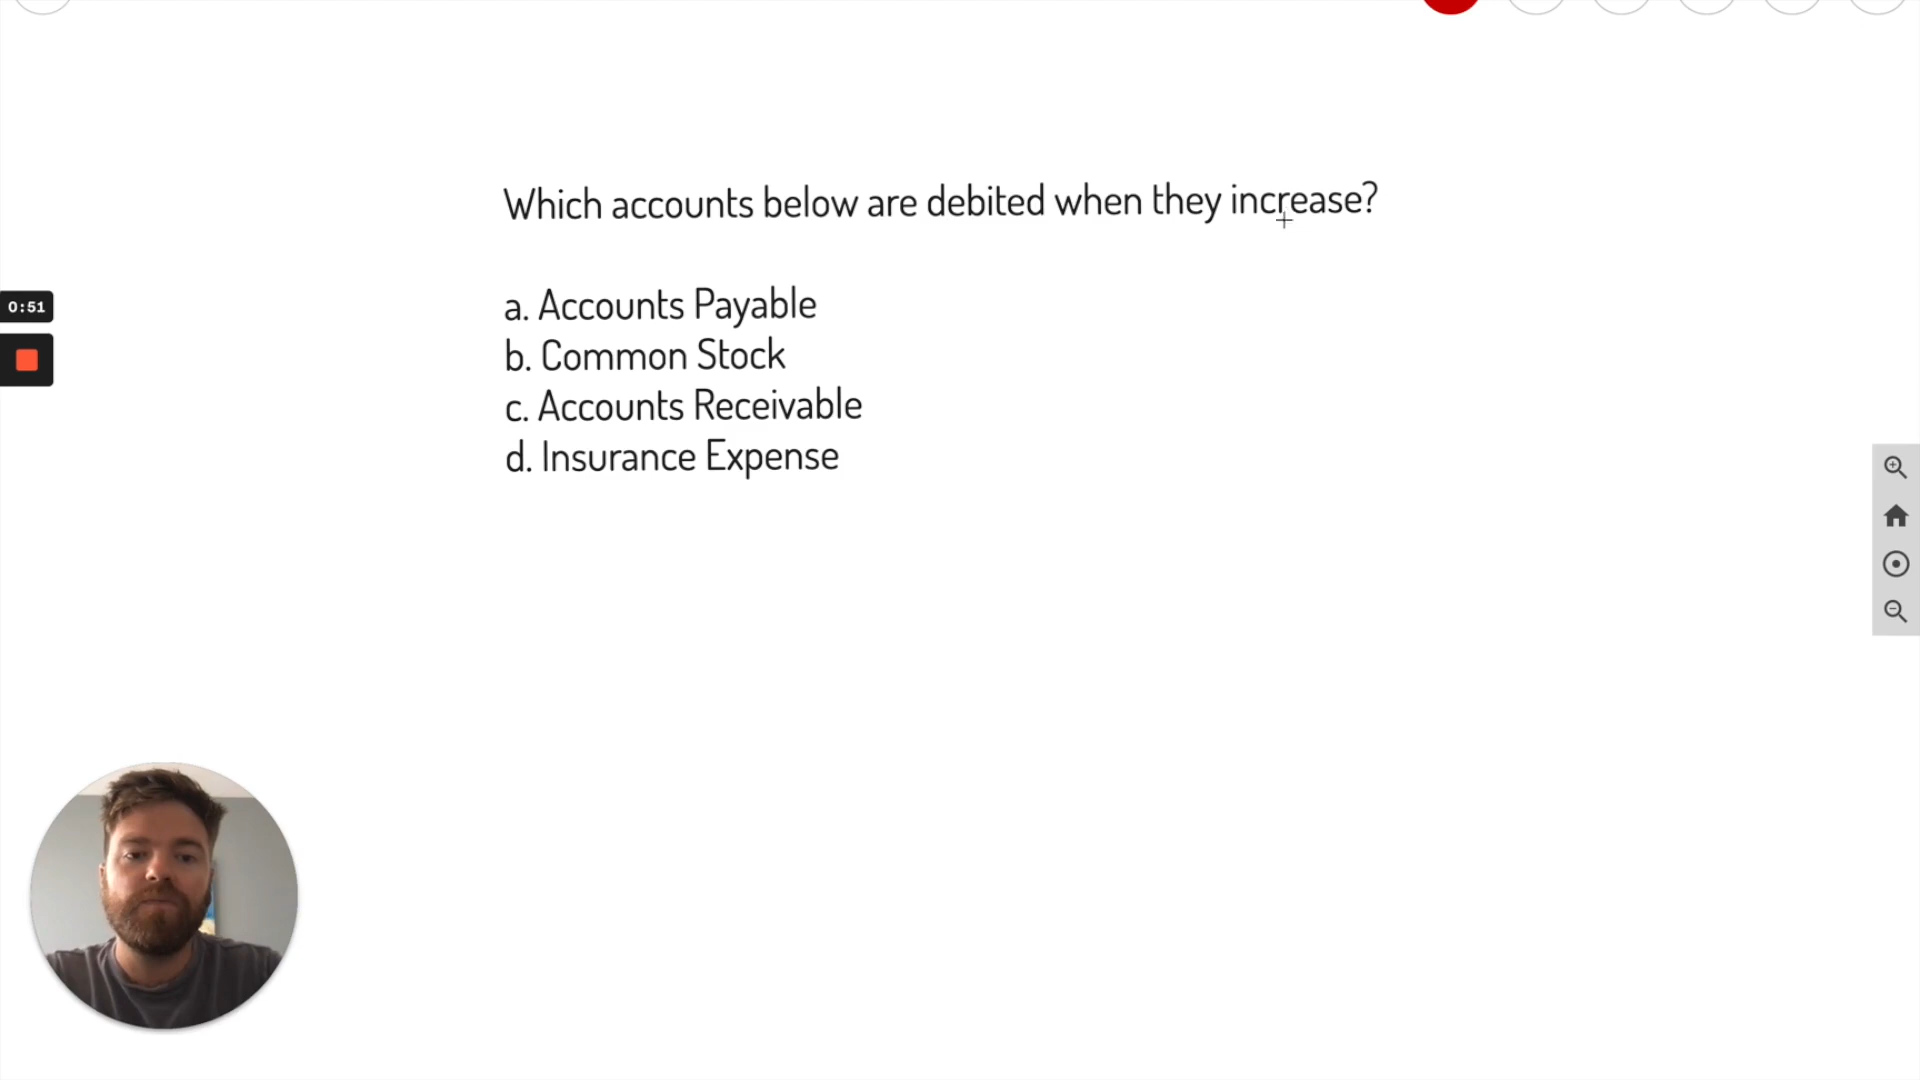 Which accounts below are debited when they increase?
0:51
a. Accounts Payable
b. Common Stock
c. Accounts Receivable
d. Insurance Expense